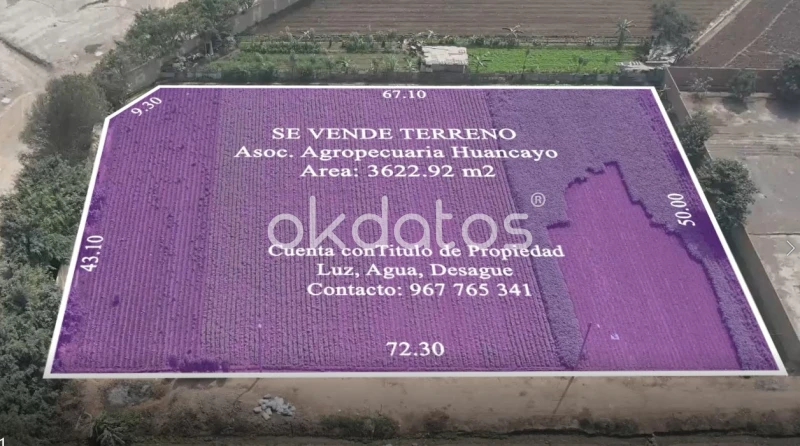 67.10
9.30
SE VENDE TERRENO
Asoc. Agropecuaria Huancayo
Area: 3622.92 m2
okdatos®
43.10
50.00
Cuenta conTitulo de Propiedad
Luz, Agua, Desague
Contacto: 967 765 341
72.30
1